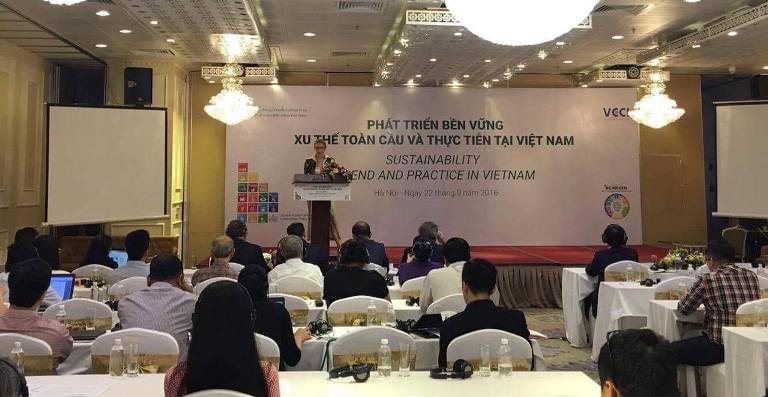 VCCI
PHÁT TRIỂN BỀN VỮNG
XU THẾ TOÀN CẦU VÀ THỰC TIỄN TẠI VIỆT NAM
SUSTAINABILITY
END AND PRACTICE IN VIETNAM
Hà Nội - Ngày 22 tháng 9 năm 2016